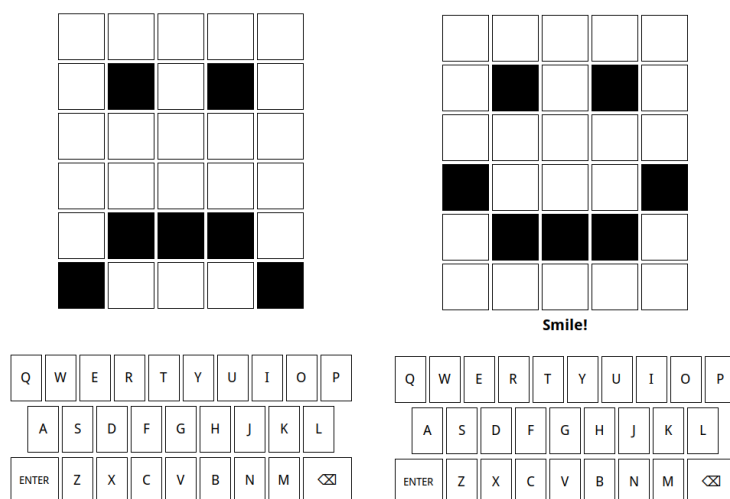 Smile!
Q W E R T Y U I O P
A S D F G H J K L
ENTER Z X C V B N M ⌫
Q W E R T Y U I O P
A S D F G H J K L
ENTER Z X C V B N M ⌫